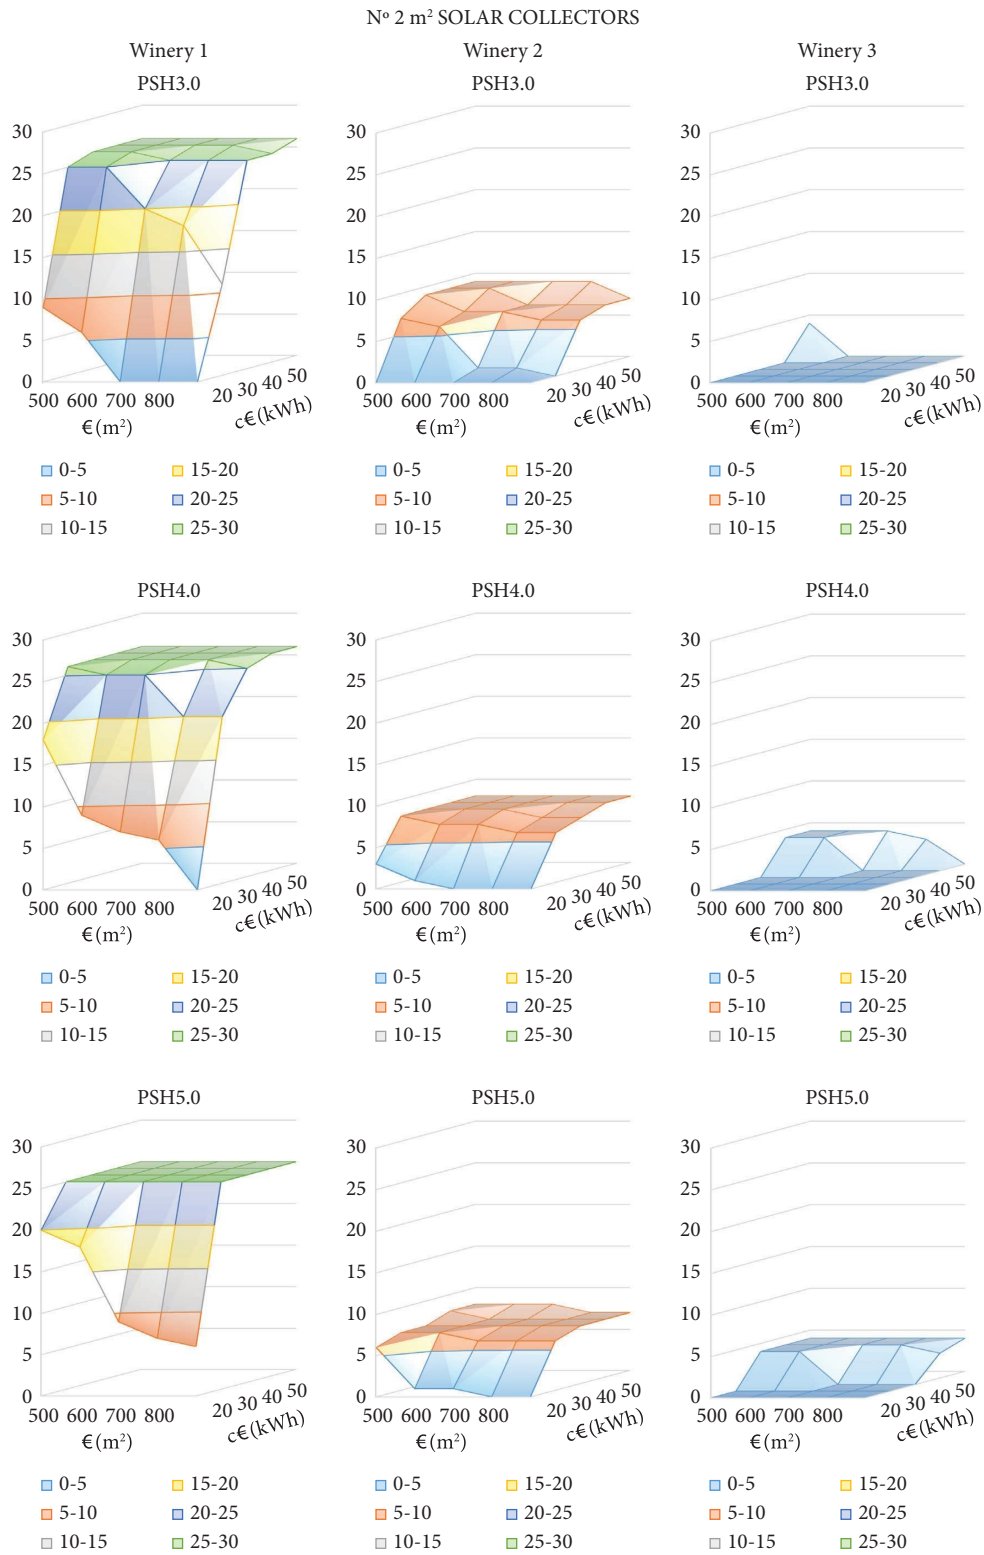 Nº 2 m² SOLAR COLLECTORS
Winery 1 Winery 2 Winery 3
PSH3.0 PSH3.0 PSH3.0
30 30 30
25 25 25
20 20 20
15 15 15
10 10 10
5 5 5
0 0 0
500 600 700 800 20 30 40 50 500 600 700 800 20 30 40 50 500 600 700 800 20 30 40 50
€(m²) c€(kWh) €(m²) c€(kWh) €(m²) c€(kWh)
0-5 15-20 0-5 15-20 0-5 15-20
5-10 20-25 5-10 20-25 5-10 20-25
10-15 25-30 10-15 25-30 10-15 25-30
PSH4.0 PSH4.0 PSH4.0
30 30 30
25 25 25
20 20 20
15 15 15
10 10 10
5 5 5
0 0 0
500 600 700 800 20 30 40 50 500 600 700 800 20 30 40 50 500 600 700 800 20 30 40 50
€(m²) c€(kWh) €(m²) c€(kWh) €(m²) c€(kWh)
0-5 15-20 0-5 15-20 0-5 15-20
5-10 20-25 5-10 20-25 5-10 20-25
10-15 25-30 10-15 25-30 10-15 25-30
PSH5.0 PSH5.0 PSH5.0
30 30 30
25 25 25
20 20 20
15 15 15
10 10 10
5 5 5
0 0 0
500 600 700 800 20 30 40 50 500 600 700 800 20 30 40 50 500 600 700 800 20 30 40 50
€(m²) c€(kWh) €(m²) c€(kWh) €(m²) c€(kWh)
0-5 15-20 0-5 15-20 0-5 15-20
5-10 20-25 5-10 20-25 5-10 20-25
10-15 25-30 10-15 25-30 10-15 25-30